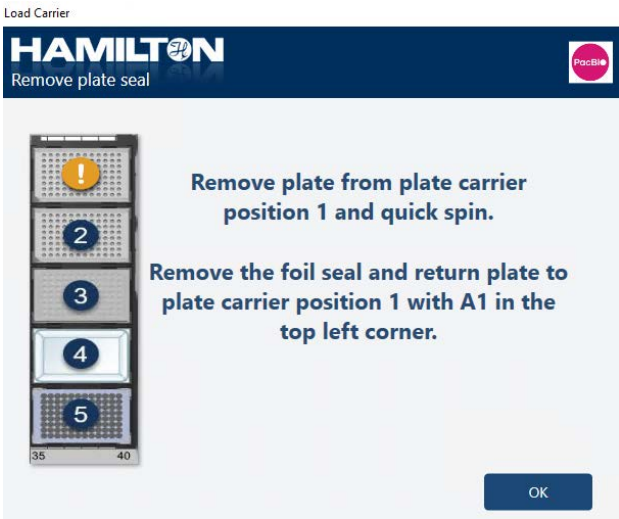 Load Carrier
HAMILTON
Remove plate seal
PacBio
!
2
3
4
5
35 40
Remove plate from plate carrier
position 1 and quick spin.
Remove the foil seal and return plate to
plate carrier position 1 with A1 in the
top left corner.
OK